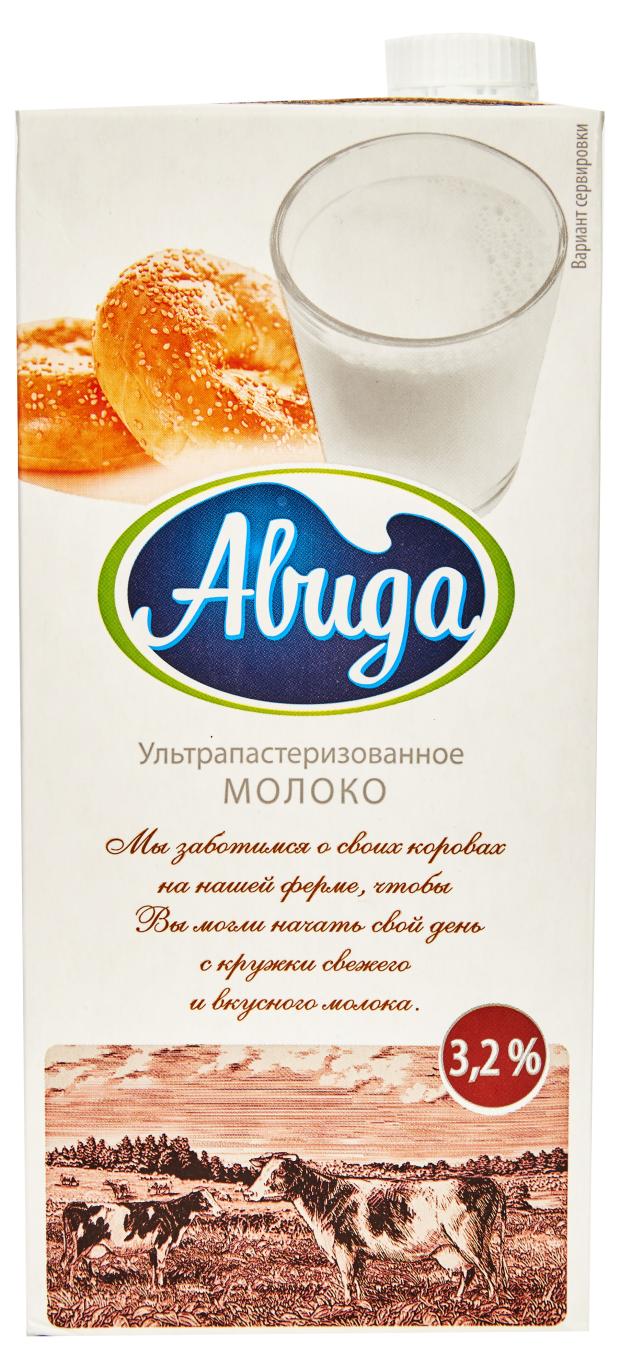 Вариант сервировки
Авида
Ультрапастеризованное
МОЛОКО
Мы заботимся о своих коровах
на нашей ферме, чтобы
Вы могли начать свой день
с кружки свежего
и вкусного молока.
3,2 %